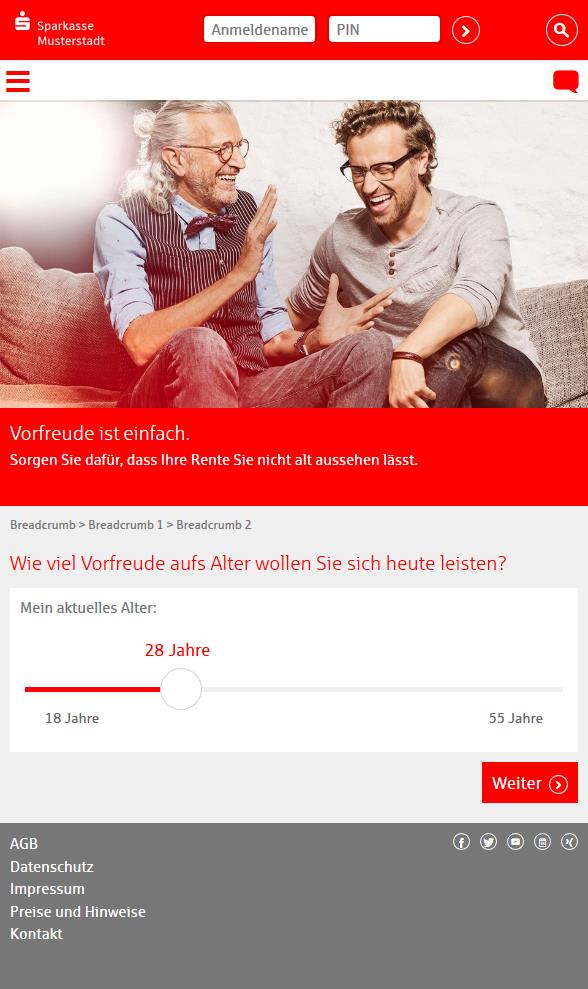 Sparkasse
Musterstadt
Anmeldename
PIN
Vorfreude ist einfach.
Sorgen Sie dafür, dass Ihre Rente Sie nicht alt aussehen lässt.
Breadcrumb > Breadcrumb 1 > Breadcrumb 2
Wie viel Vorfreude aufs Alter wollen Sie sich heute leisten?
Mein aktuelles Alter:
28 Jahre
18 Jahre
55 Jahre
Weiter
AGB
Datenschutz
Impressum
Preise und Hinweise
Kontakt